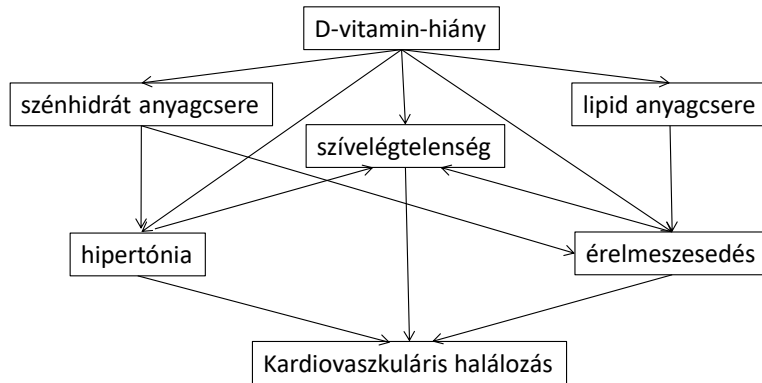 D-vitamin-hiány
szénhidrát anyagcsere
lipid anyagcsere
szívelégtelenség
hipertónia
érelmeszesedés
Kardiovaszkuláris halálozás